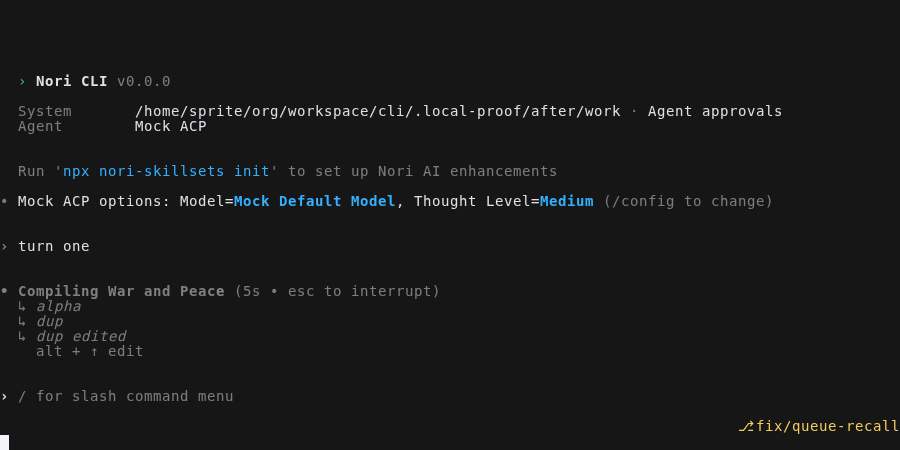 › Nori CLI v0.0.0
System /home/sprite/org/workspace/cli/.local-proof/after/work · Agent approvals
Agent Mock ACP
Run 'npx nori-skillsets init' to set up Nori AI enhancements
• Mock ACP options: Model=Mock Default Model, Thought Level=Medium (/config to change)
› turn one
• Compiling War and Peace (5s • esc to interrupt)
↳ alpha
↳ dup
↳ dup edited
alt + ↑ edit
› / for slash command menu
⎇fix/queue-recall